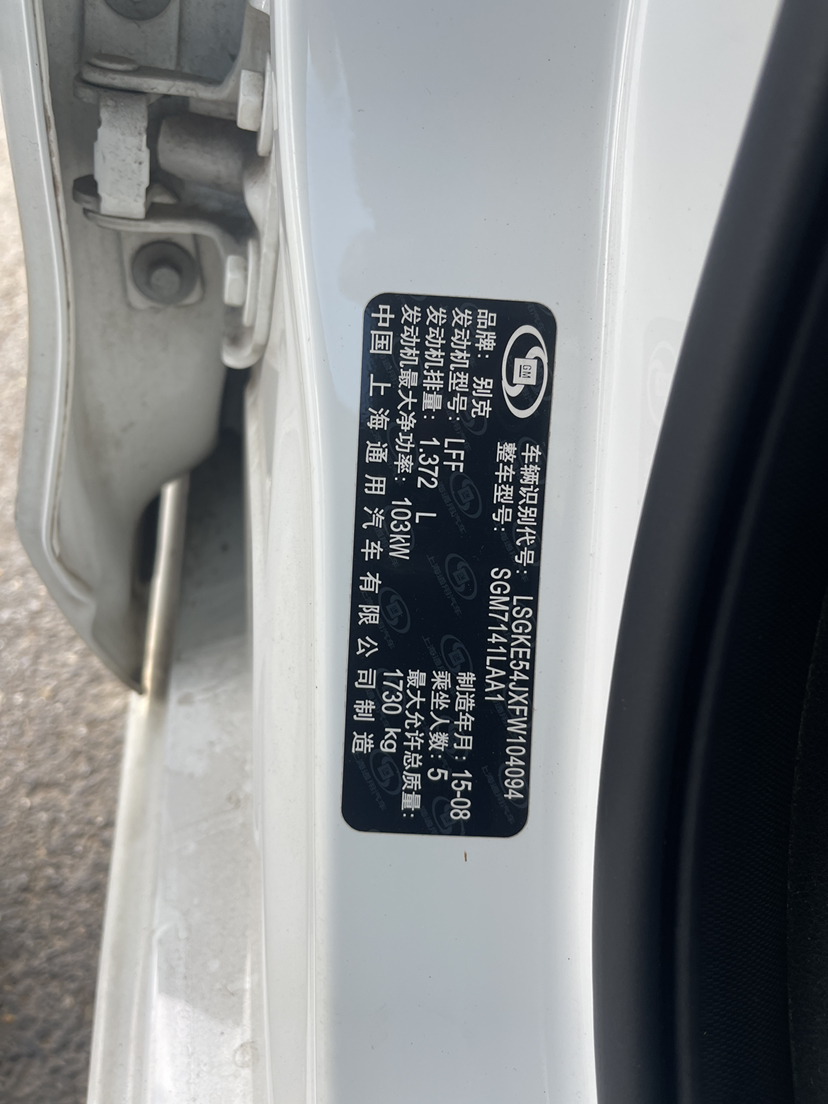 GM
车辆识别代号: LSGKE54JXFW104094
整车型号: SGM7141LAA1
品牌: 别克
制造年月: 15-08
发动机型号: LFF
乘坐人数: 5
发动机排量: 1.372 L
最大允许总质量:
发动机最大净功率: 103kW
1730 kg
中国 上海通用汽车有限公司制造